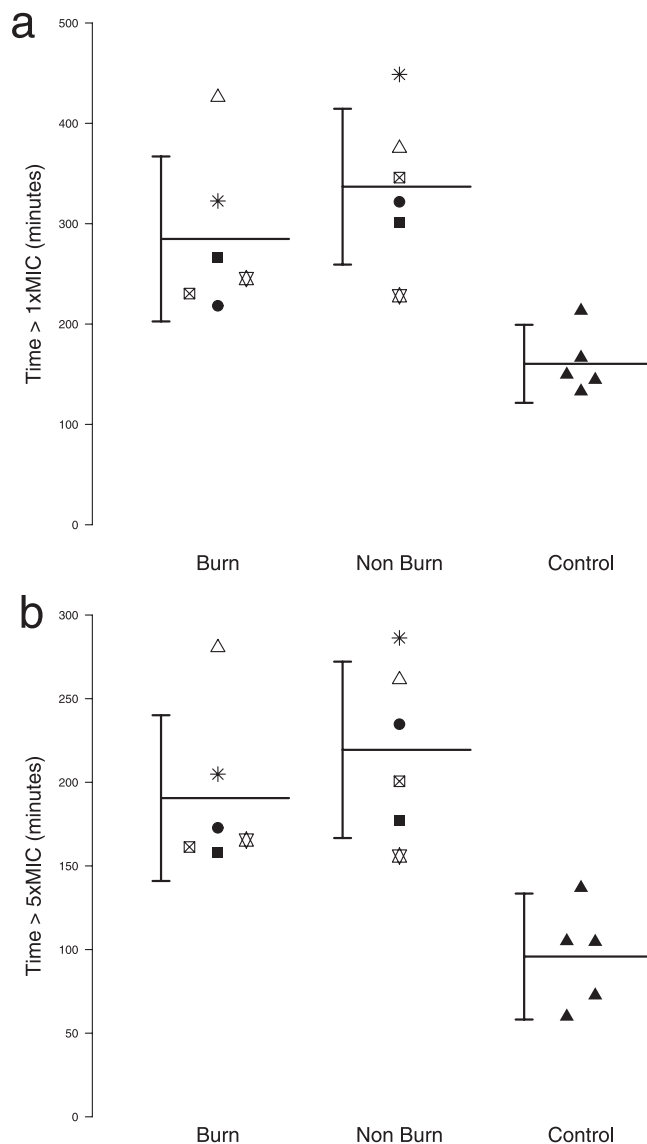 a
Time > 1xMIC (minutes)
500
400
300
200
100
0
Burn Non Burn Control
b
Time > 5xMIC (minutes)
300
250
200
150
100
50
0
Burn Non Burn Control